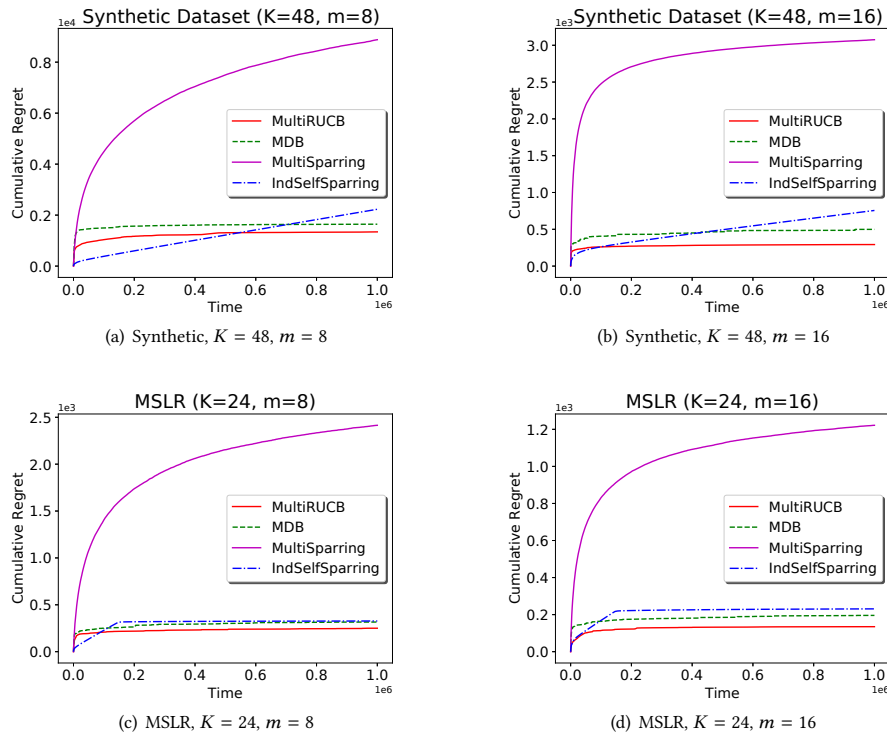 Synthetic Dataset (K=48, m=8)
1e4
0.8
0.6
0.4
0.2
0.0
Cumulative Regret
MultiRUCB
MDB
MultiSparring
IndSelfSparring
0.0 0.2 0.4 0.6 0.8 1.0
Time
1e6
(a) Synthetic, K = 48, m = 8
Synthetic Dataset (K=48, m=16)
1e3
3.0
2.5
2.0
1.5
1.0
0.5
0.0
Cumulative Regret
MultiRUCB
MDB
MultiSparring
IndSelfSparring
0.0 0.2 0.4 0.6 0.8 1.0
Time
1e6
(b) Synthetic, K = 48, m = 16
MSLR (K=24, m=8)
1e3
2.5
2.0
1.5
1.0
0.5
0.0
Cumulative Regret
MultiRUCB
MDB
MultiSparring
IndSelfSparring
0.0 0.2 0.4 0.6 0.8 1.0
Time
1e6
(c) MSLR, K = 24, m = 8
MSLR (K=24, m=16)
1e3
1.2
1.0
0.8
0.6
0.4
0.2
0.0
Cumulative Regret
MultiRUCB
MDB
MultiSparring
IndSelfSparring
0.0 0.2 0.4 0.6 0.8 1.0
Time
1e6
(d) MSLR, K = 24, m = 16